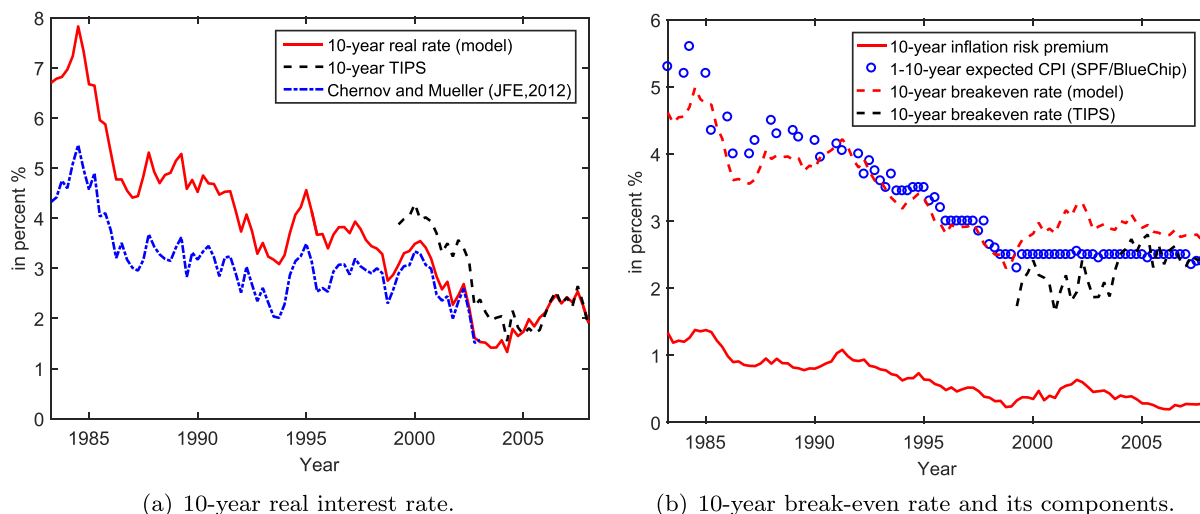 8
7
6
5
4
3
2
1
0
in percent %
1985 1990 1995 2000 2005
Year
10-year real rate (model)
10-year TIPS
Chernov and Mueller (JFE,2012)
(a) 10-year real interest rate.
6
5
4
3
2
1
0
in percent %
1985 1990 1995 2000 2005
Year
10-year inflation risk premium
1-10-year expected CPI (SPF/BlueChip)
10-year breakeven rate (model)
10-year breakeven rate (TIPS)
(b) 10-year break-even rate and its components.